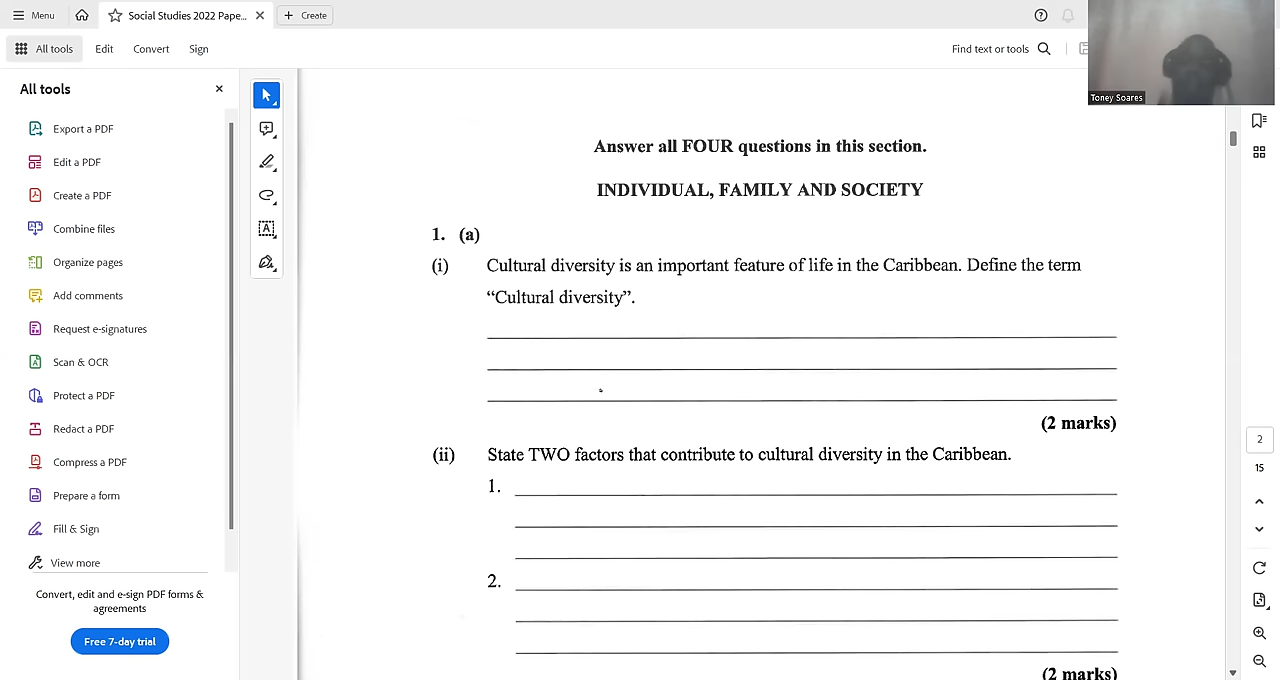 Menu
Social Studies 2022 Pape...
Create
All tools
Edit
Convert
Sign
Find text or tools
Toney Soares
All tools
Export a PDF
Edit a PDF
Create a PDF
Combine files
Organize pages
Add comments
Request e-signatures
Scan & OCR
Protect a PDF
Redact a PDF
Compress a PDF
Prepare a form
Fill & Sign
View more
Convert, edit and e-sign PDF forms &
agreements
Free 7-day trial
Answer all FOUR questions in this section.
INDIVIDUAL, FAMILY AND SOCIETY
1. (a)
(i) Cultural diversity is an important feature of life in the Caribbean. Define the term
“Cultural diversity”.
(2 marks)
(ii) State TWO factors that contribute to cultural diversity in the Caribbean.
1.
2.
(2 marks)
2
15